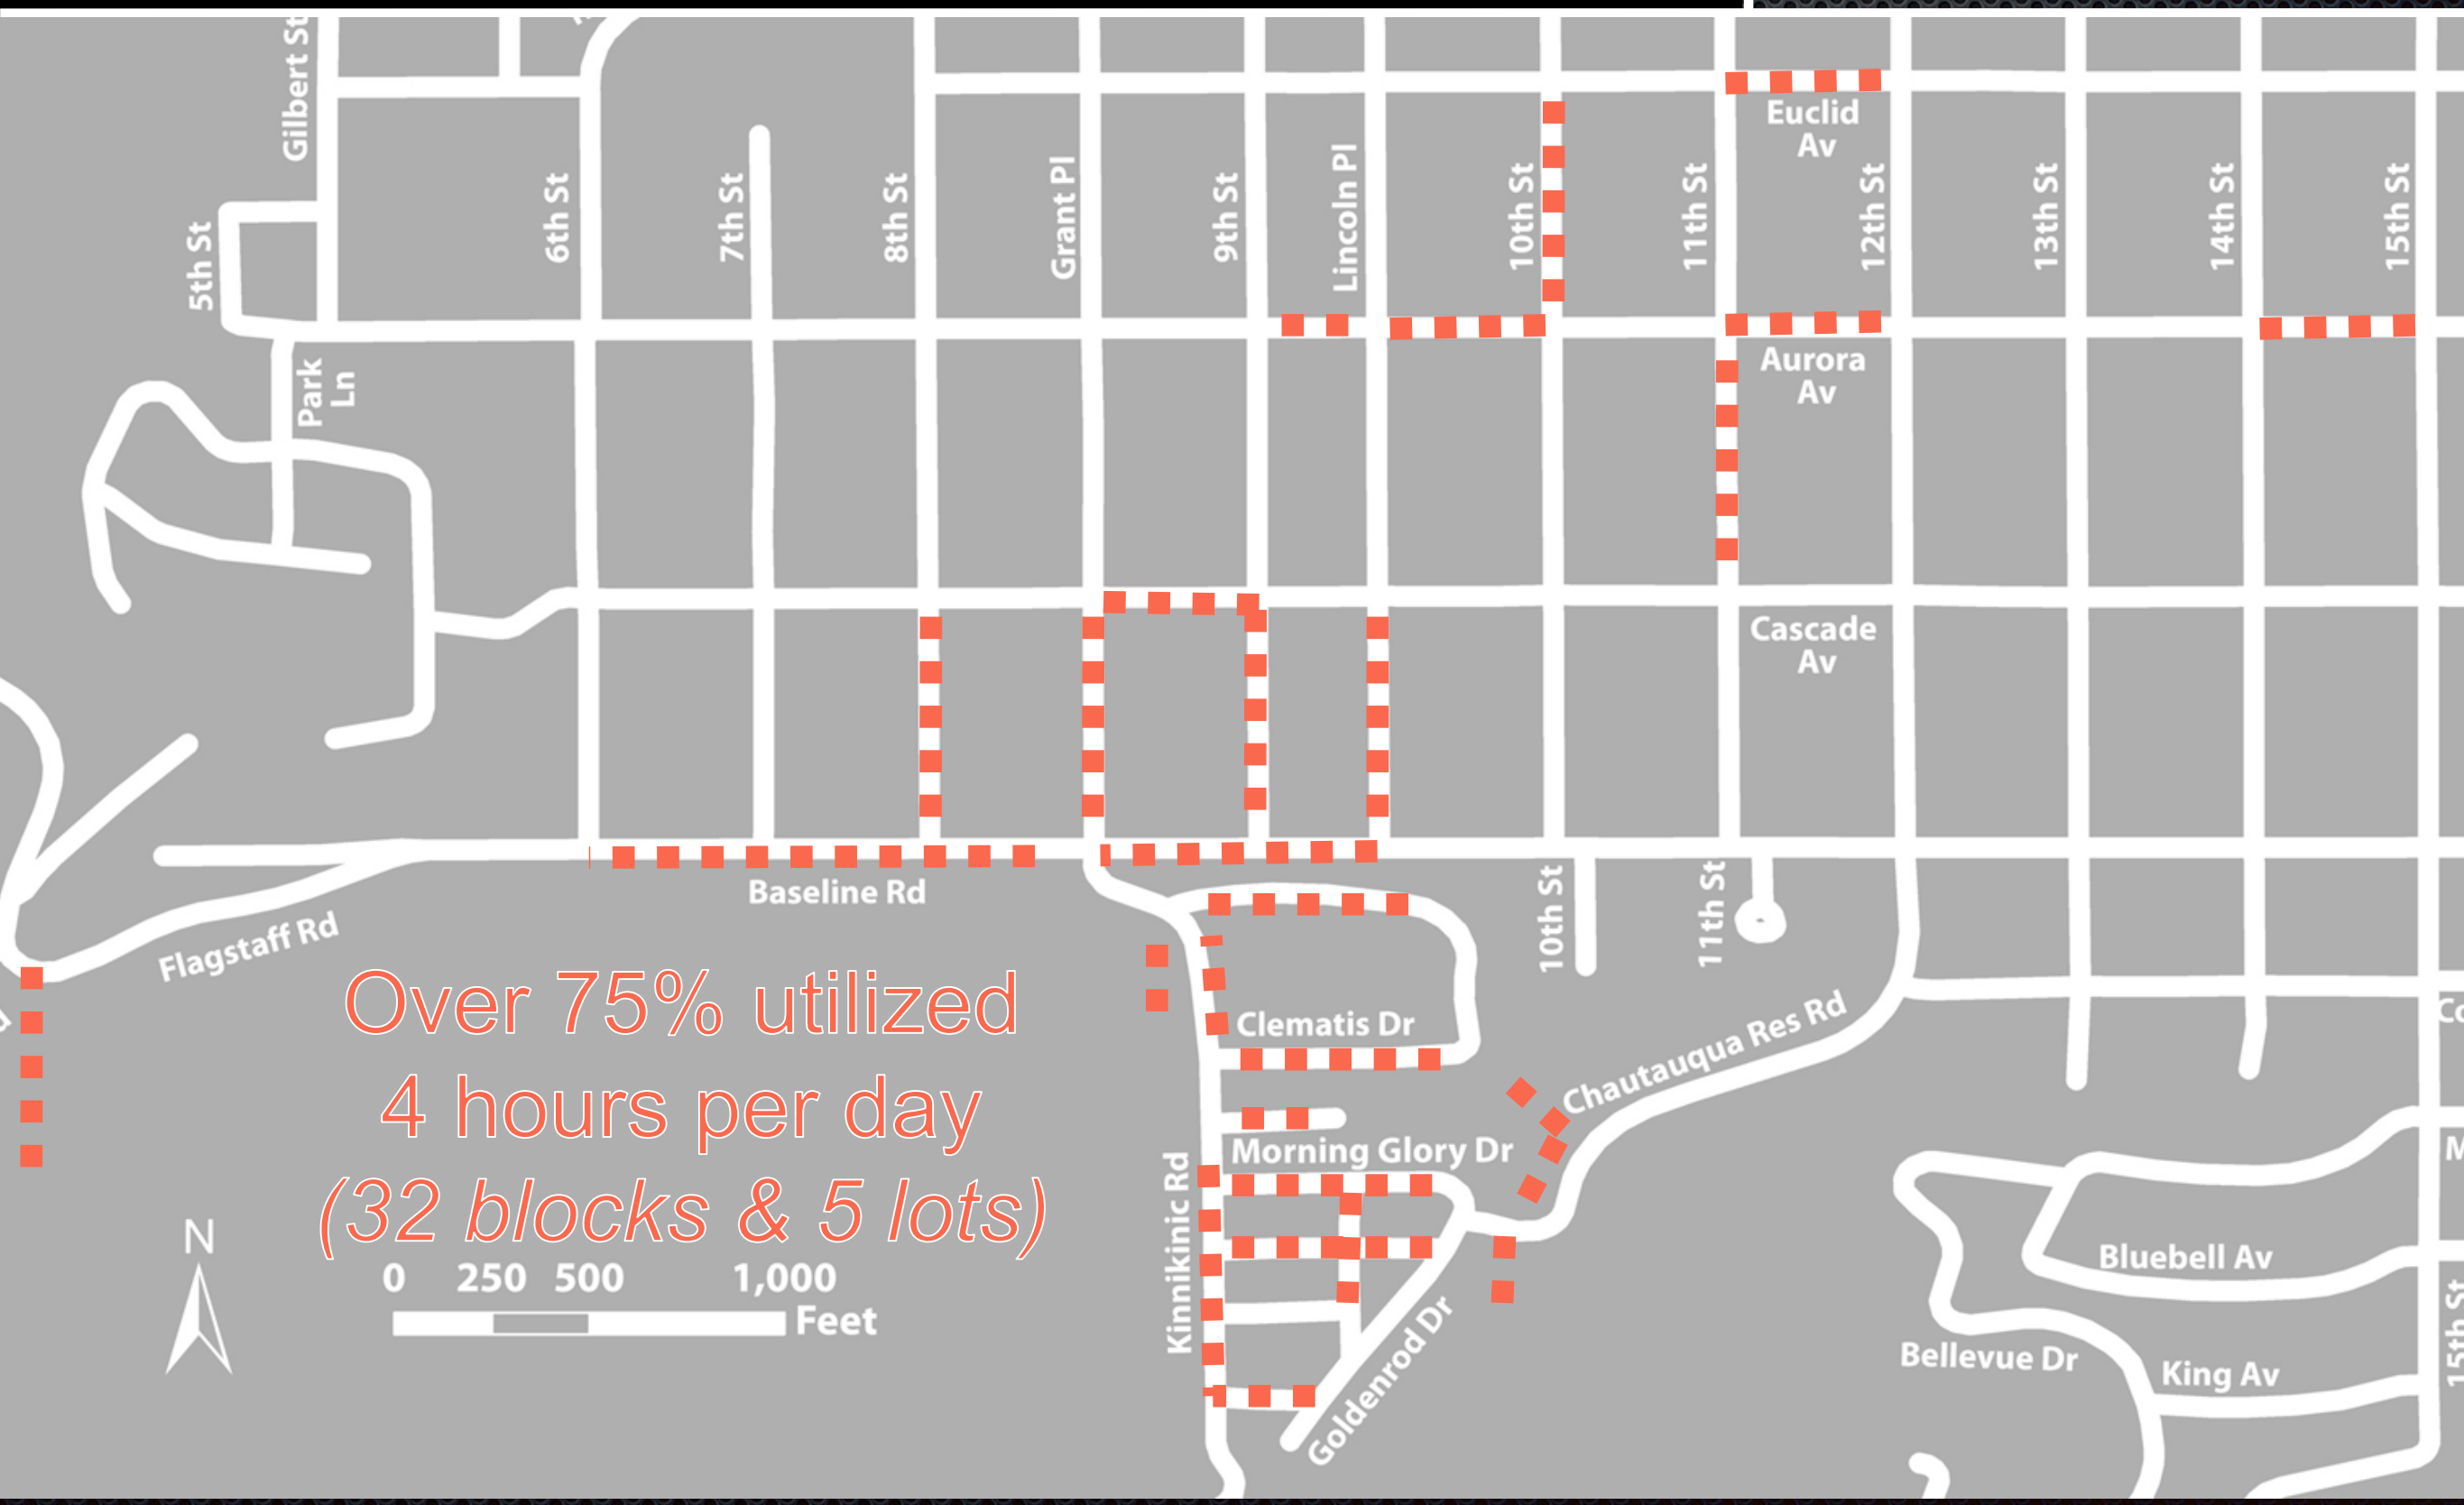 Gilbert St
5th St
6th St
7th St
8th St
Grant Pl
9th St
Lincoln Pl
10th St
11th St
12th St
13th St
14th St
15th St
Euclid
Av
Park
Ln
Aurora
Av
Cascade
Av
Baseline Rd
Flagstaff Rd
10th St
11th St
Over 75% utilized
4 hours per day
(32 blocks & 5 lots)
Clematis Dr
Chautauqua Res Rd
Morning Glory Dr
Kinnikinic Rd
Goldenrod Dr
Bluebell Av
Bellevue Dr
King Av
15th St
N
0 250 500 1,000
Feet